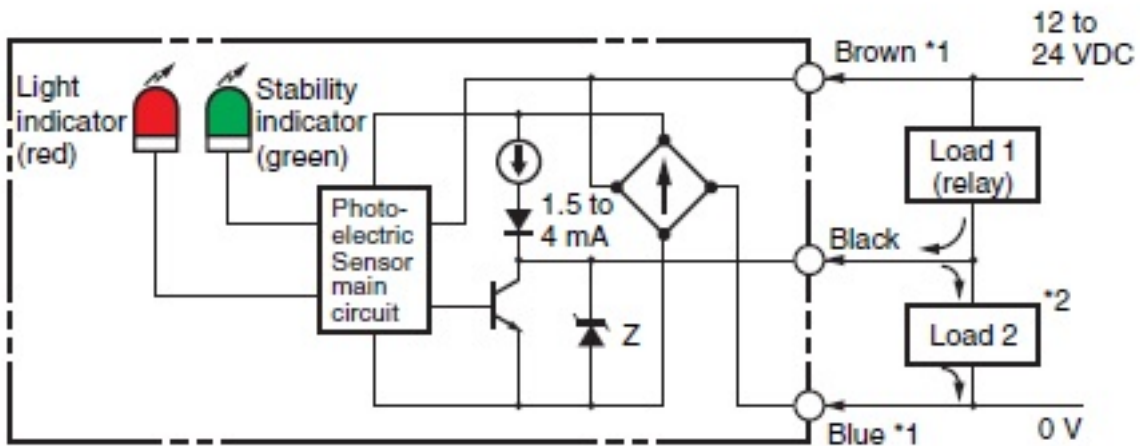 12 to
24 VDC
Brown *1
Light
indicator
(red)
Stability
indicator
(green)
Load 1
(relay)
1.5 to
4 mA
Photo-
electric
Sensor
main
circuit
Black
*2
Z
Load 2
Blue *1
0 V